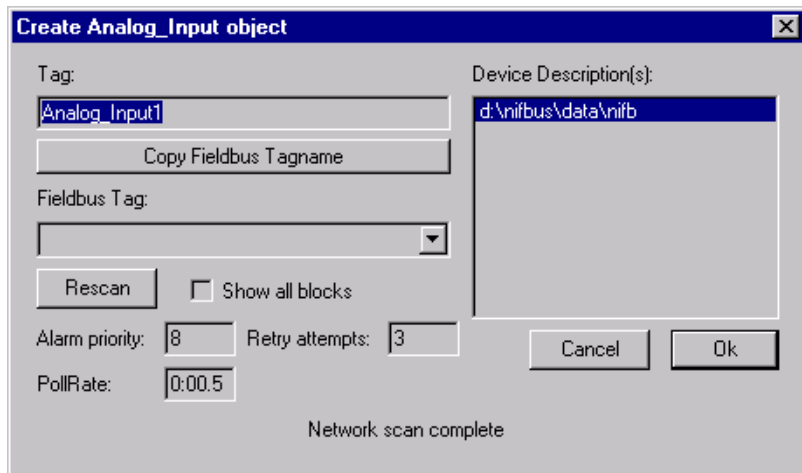 Create Analog_Input object
Tag:
Analog_Input1
Copy Fieldbus Tagname
Fieldbus Tag:
Rescan
Show all blocks
Alarm priority: 8 Retry attempts: 3
PollRate: 0:00.5
Device Description(s):
d:\nifbus\data\nifb
Cancel Ok
Network scan complete